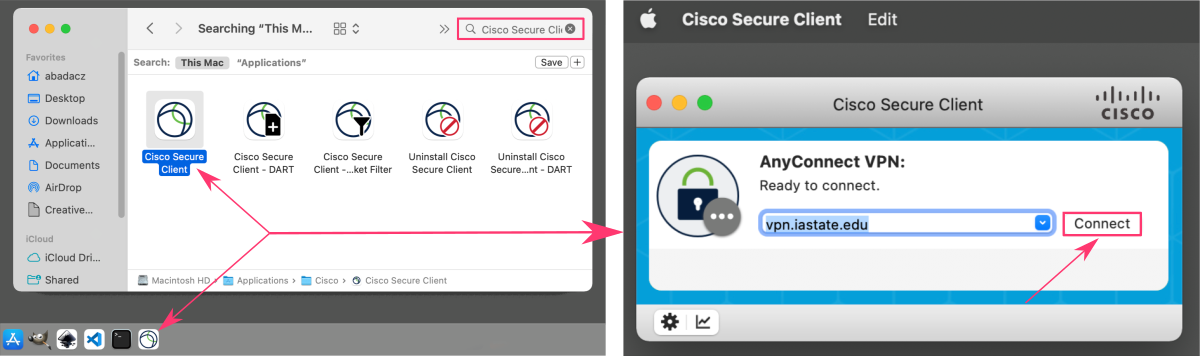 Searching “This M...
Cisco Secure Cli
Favorites
abadacz
Desktop
Downloads
Applicati...
Documents
AirDrop
Creative...
iCloud
iCloud Dri...
Shared
Search: This Mac “Applications”
Save +
Cisco Secure
Client
Cisco Secure
Client - DART
Cisco Secure
Client -...ket Filter
Uninstall Cisco
Secure Client
Uninstall Cisco
Secure...nt - DART
Macintosh HD › Applications › Cisco › Cisco Secure Client
Cisco Secure Client Edit
Cisco Secure Client
CISCO
AnyConnect VPN:
Ready to connect.
vpn.iastate.edu
Connect